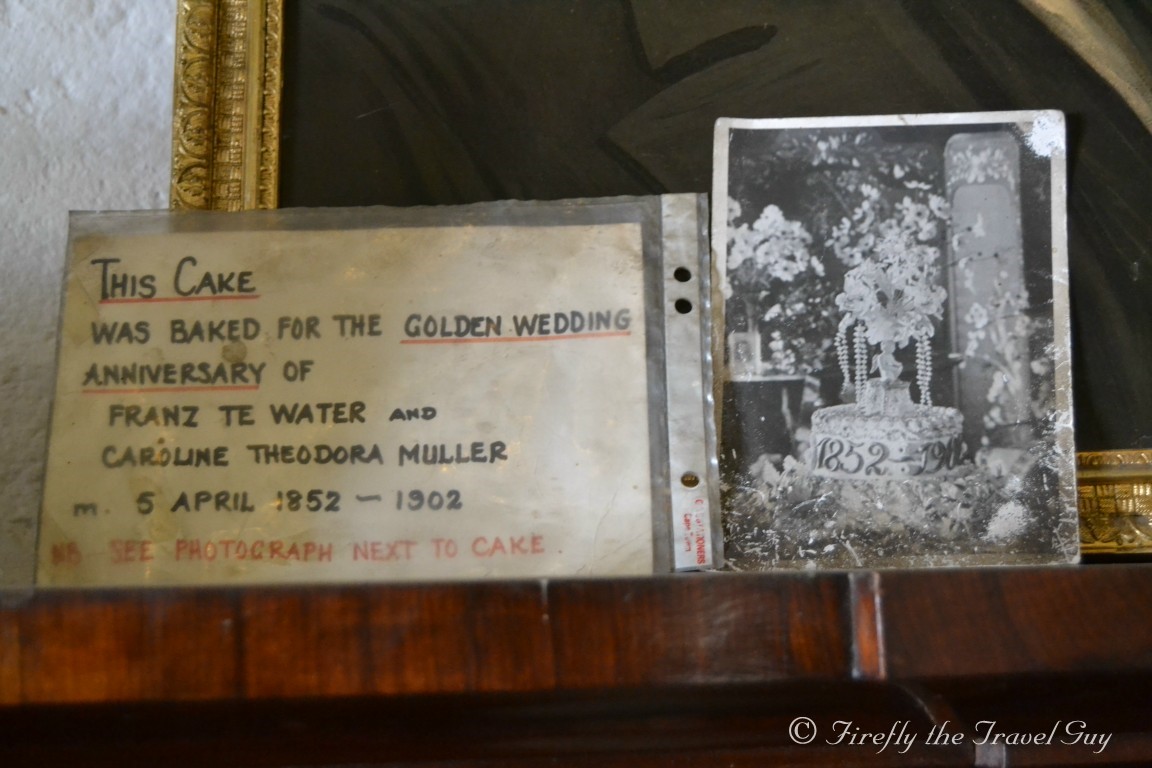 THIS CAKE
WAS BAKED FOR THE GOLDEN WEDDING
ANNIVERSARY OF
FRANZ TE WATER AND
CAROLINE THEODORA MULLER
m. 5 APRIL 1852 — 1902
NB SEE PHOTOGRAPH NEXT TO CAKE
1852-1902
© Firefly the Travel Guy